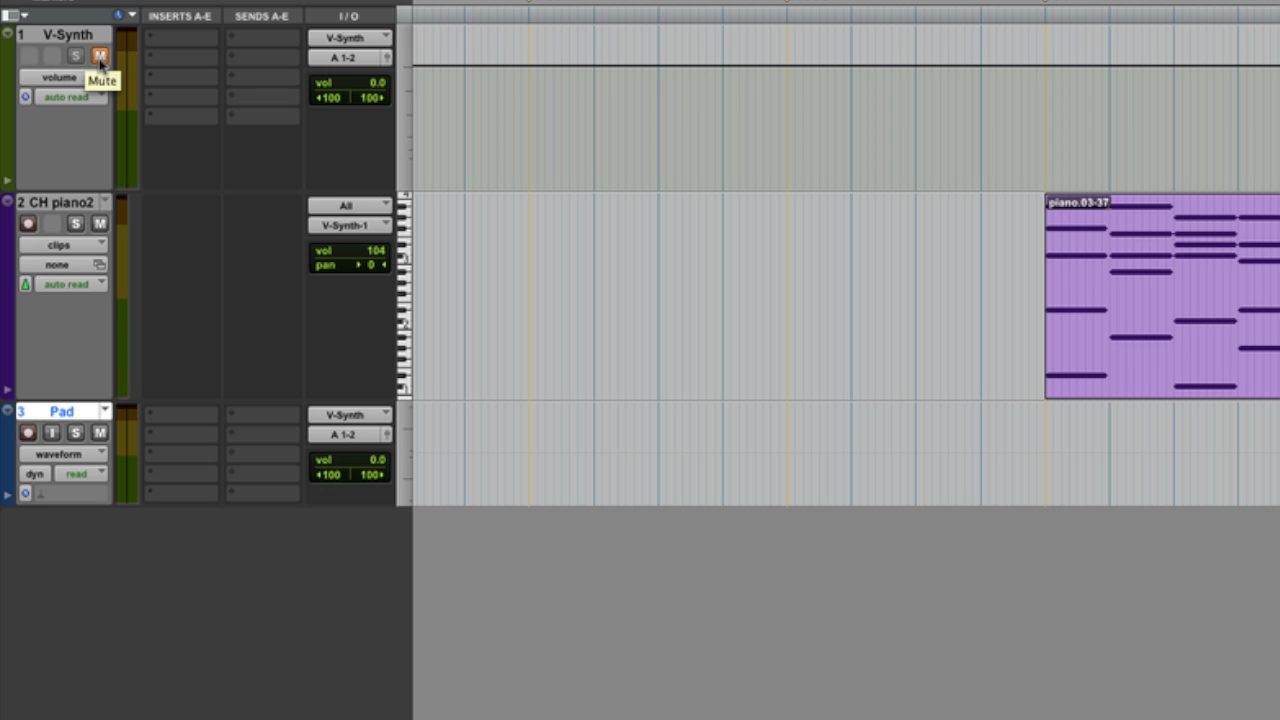 INSERTS A-E SENDS A-E I / O
1 V-Synth
S M
volume
auto read
Mute
V-Synth
A 1-2
vol 0.0
100 100
2 CH piano2
S M
clips
none
auto read
All
V-Synth-1
vol 104
pan 0
piano.03-37
3 Pad
I S M
waveform
dyn read
V-Synth
A 1-2
vol 0.0
100 100